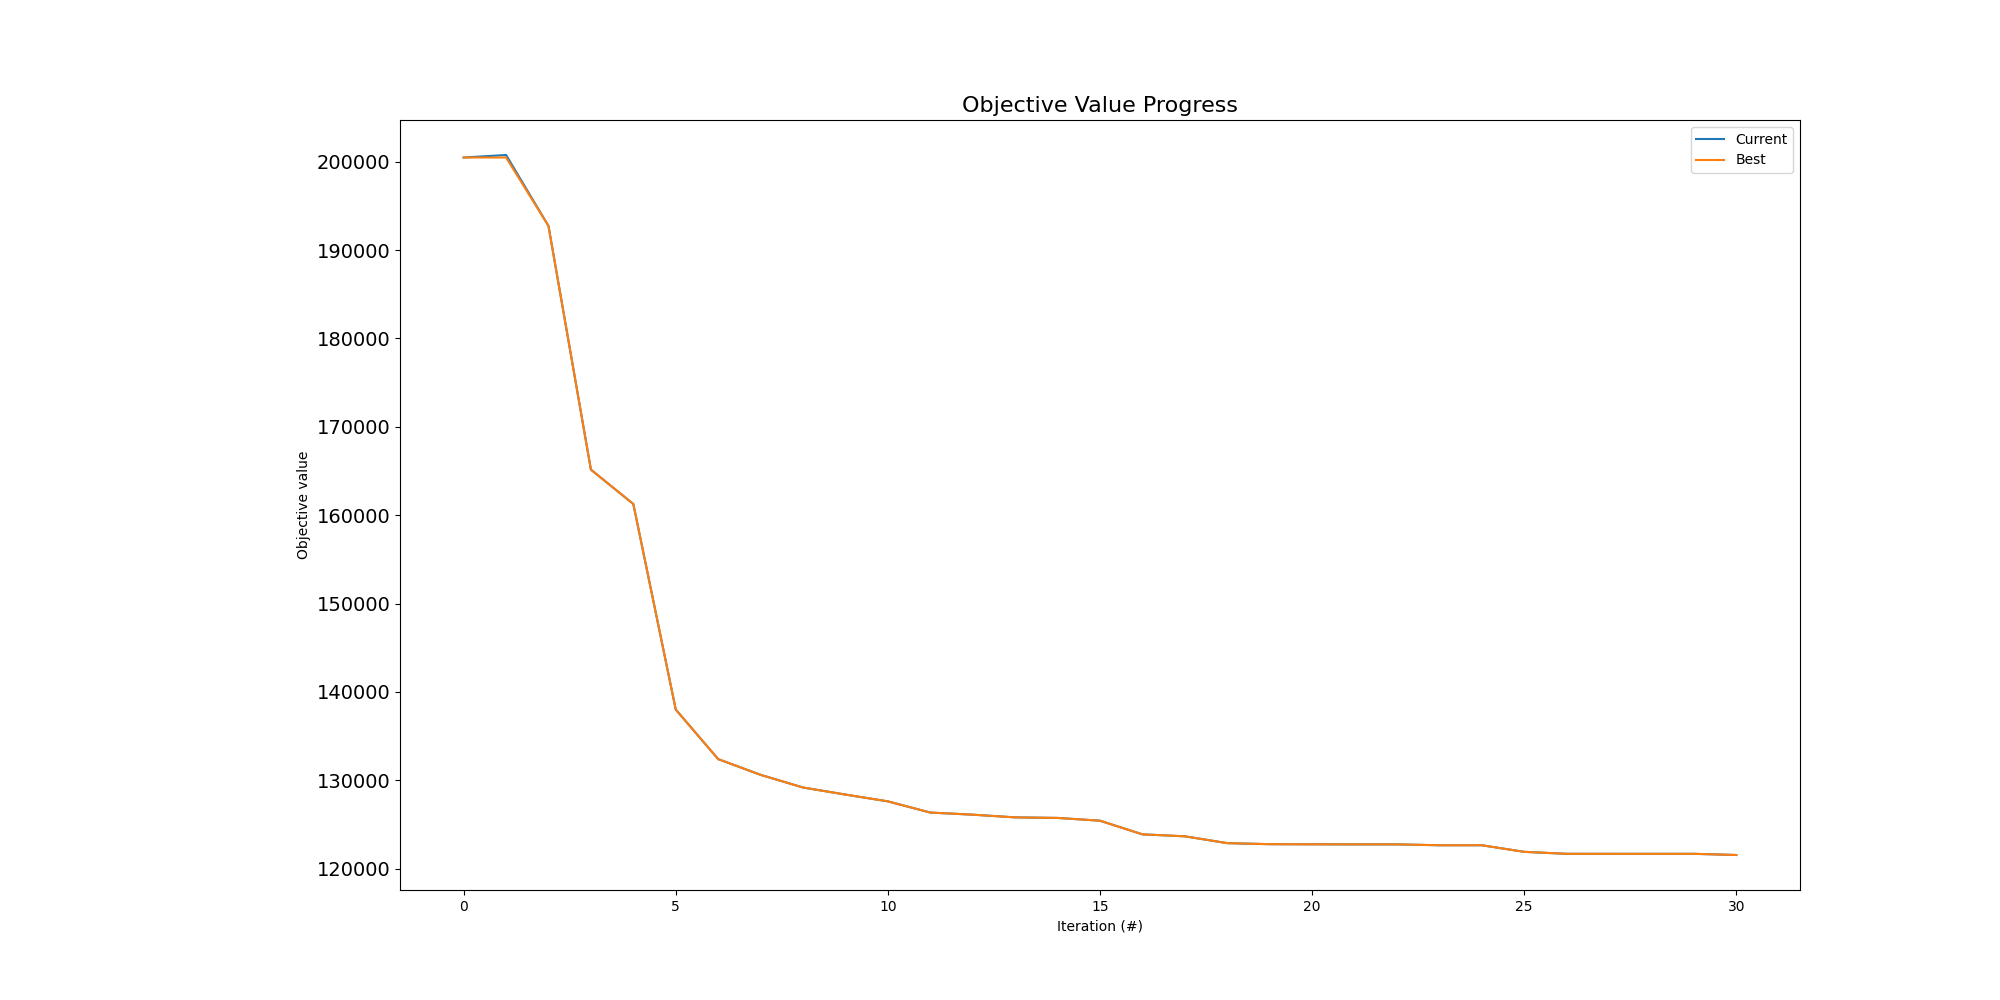 Objective Value Progress
Current
Best
200000
190000
180000
170000
160000
150000
140000
130000
120000
Objective value
0 5 10 15 20 25 30
Iteration (#)